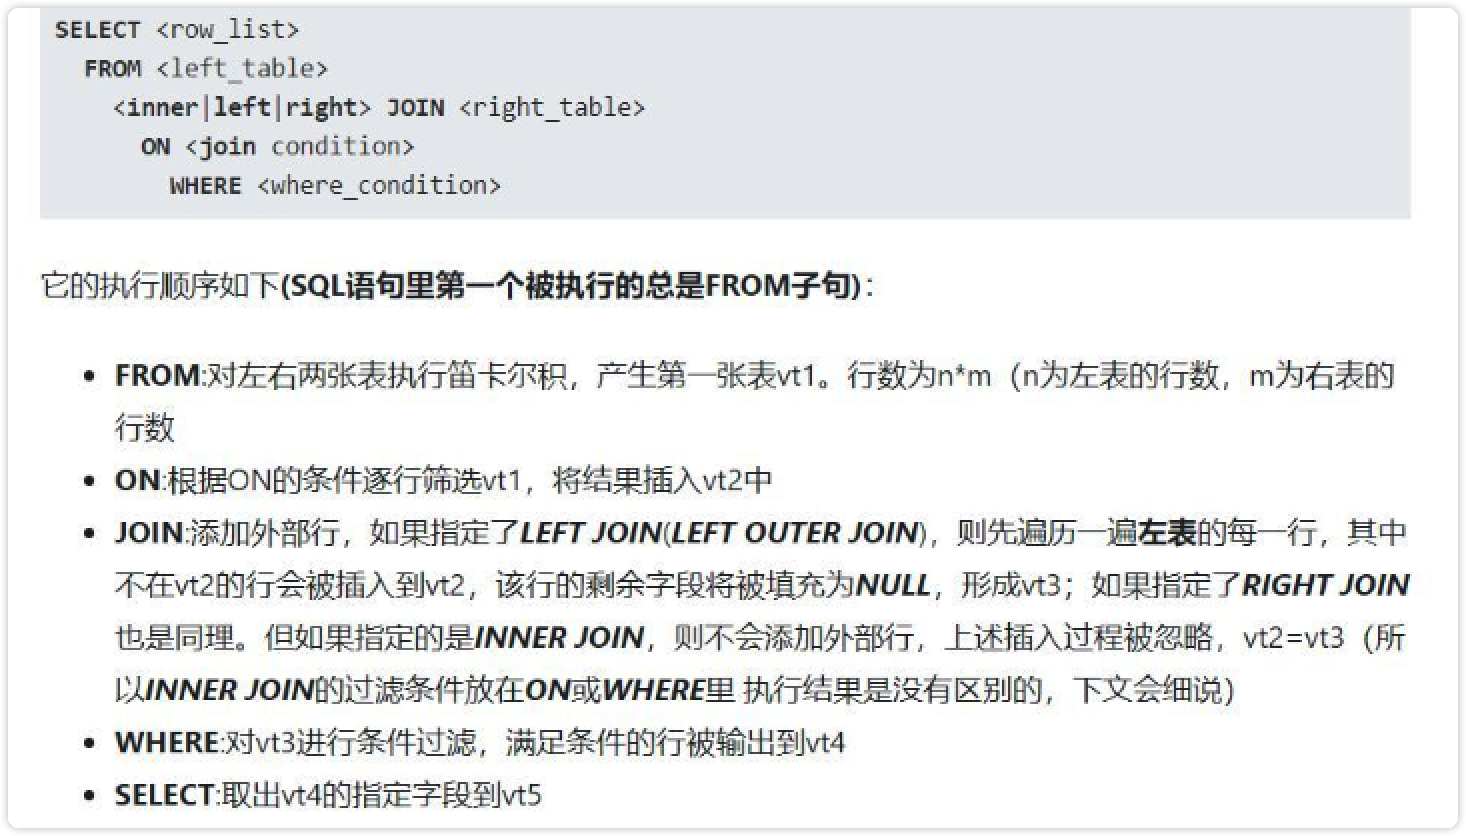 SELECT <row_list>
FROM <left_table>
<inner|left|right> JOIN <right_table>
ON <join condition>
WHERE <where_condition>
它的执行顺序如下(SQL语句里第一个被执行的总是FROM子句)：
• FROM:对左右两张表执行笛卡尔积，产生第一张表vt1。行数为n*m（n为左表的行数，m为右表的
行数
• ON:根据ON的条件逐行筛选vt1，将结果插入vt2中
• JOIN:添加外部行，如果指定了LEFT JOIN(LEFT OUTER JOIN)，则先遍历一遍左表的每一行，其中
不在vt2的行会被插入到vt2，该行的剩余字段将被填充为NULL，形成vt3；如果指定了RIGHT JOIN
也是同理。但如果指定的是INNER JOIN，则不会添加外部行，上述插入过程被忽略，vt2=vt3（所
以INNER JOIN的过滤条件放在ON或WHERE里 执行结果是没有区别的，下文会细说）
• WHERE:对vt3进行条件过滤，满足条件的行被输出到vt4
• SELECT:取出vt4的指定字段到vt5